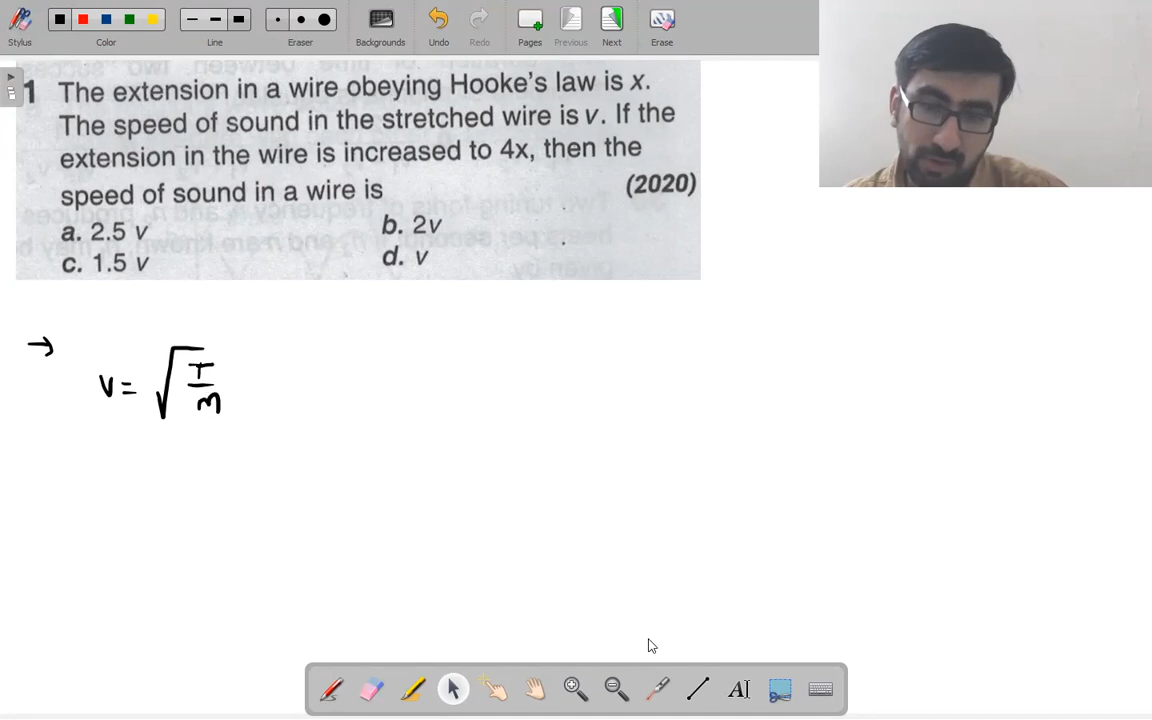 Stylus
Color
Line
Eraser
Backgrounds
Undo
Redo
Pages
Previous
Next
Erase
1 The extension in a wire obeying Hooke's law is x.
The speed of sound in the stretched wire is v. If the
extension in the wire is increased to 4x, then the
speed of sound in a wire is (2020)
a. 2.5 v b. 2v
c. 1.5 v d. v
→ v = √T/m